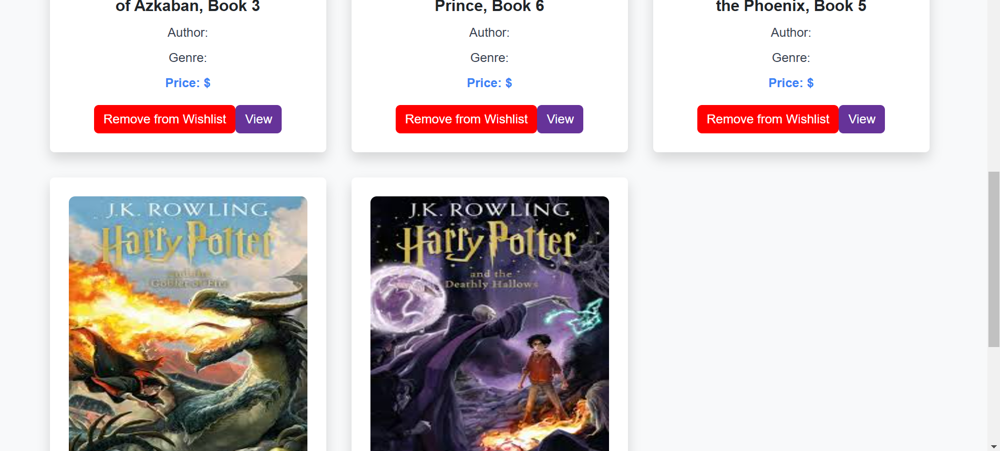 of Azkaban, Book 3
Author:
Genre:
Price: $
Remove from Wishlist
View
Prince, Book 6
Author:
Genre:
Price: $
Remove from Wishlist
View
the Phoenix, Book 5
Author:
Genre:
Price: $
Remove from Wishlist
View
J.K. ROWLING
Harry Potter
and the
Goblet of Fire
J.K. ROWLING
Harry Potter
and the
Deathly Hallows